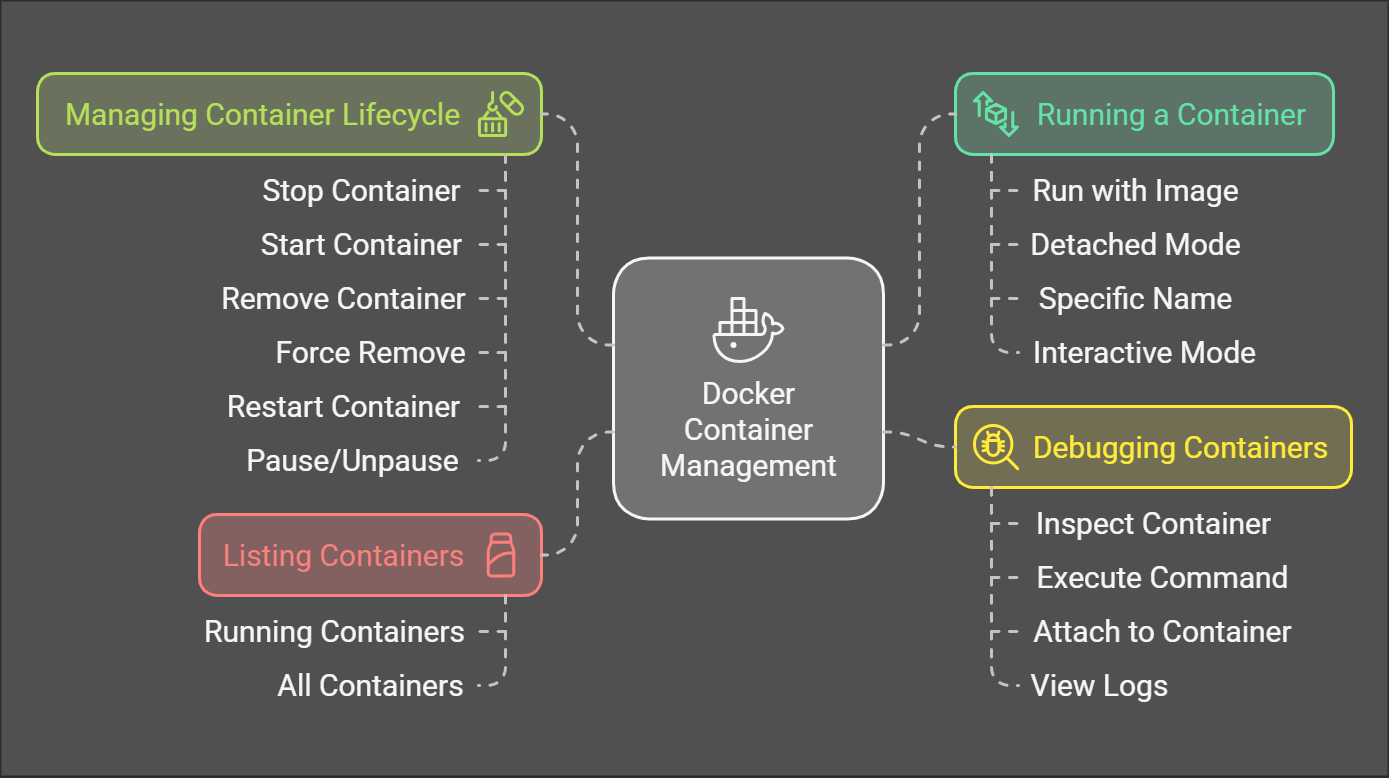 Managing Container Lifecycle
Stop Container
Start Container
Remove Container
Force Remove
Restart Container
Pause/Unpause
Listing Containers
Running Containers
All Containers
Docker
Container
Management
Running a Container
Run with Image
Detached Mode
Specific Name
Interactive Mode
Debugging Containers
Inspect Container
Execute Command
Attach to Container
View Logs